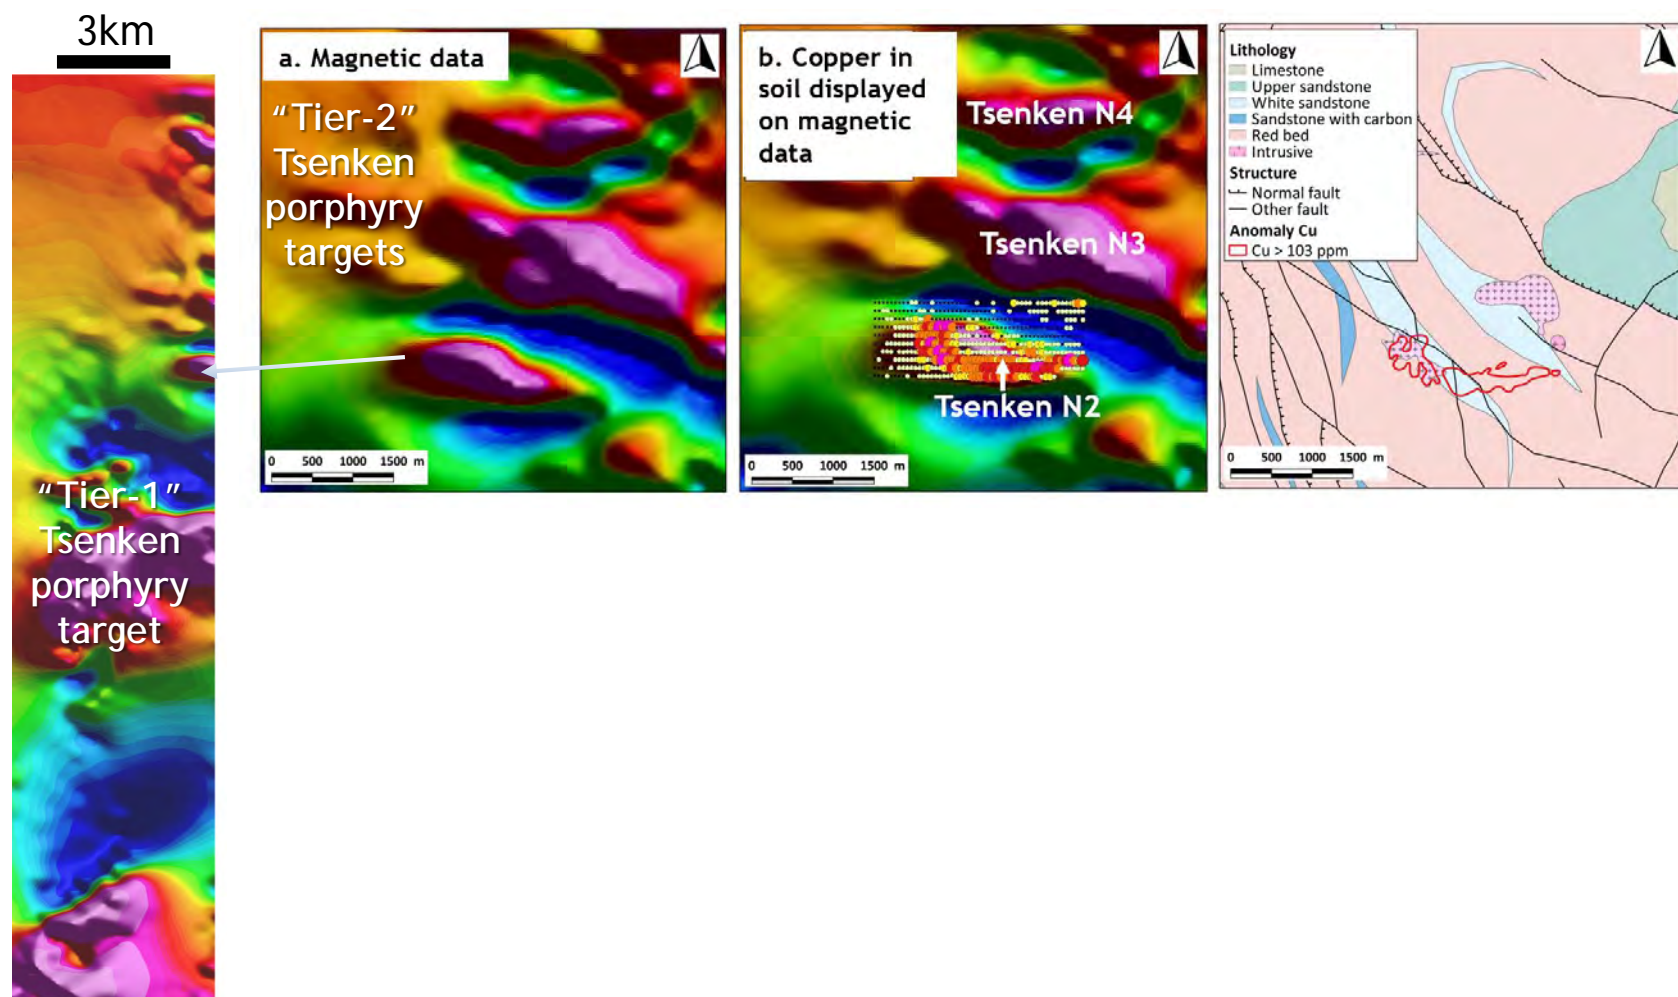 3km
“Tier-1”
Tsenken
porphyry
target
a. Magnetic data
“Tier-2”
Tsenken
porphyry
targets
0 500 1000 1500 m
b. Copper in
soil displayed
on magnetic
data
Tsenken N4
Tsenken N3
Tsenken N2
0 500 1000 1500 m
Lithology
Limestone
Upper sandstone
White sandstone
Sandstone with carbon
Red bed
Intrusive
Structure
Normal fault
Other fault
Anomaly Cu
Cu > 103 ppm
0 500 1000 1500 m